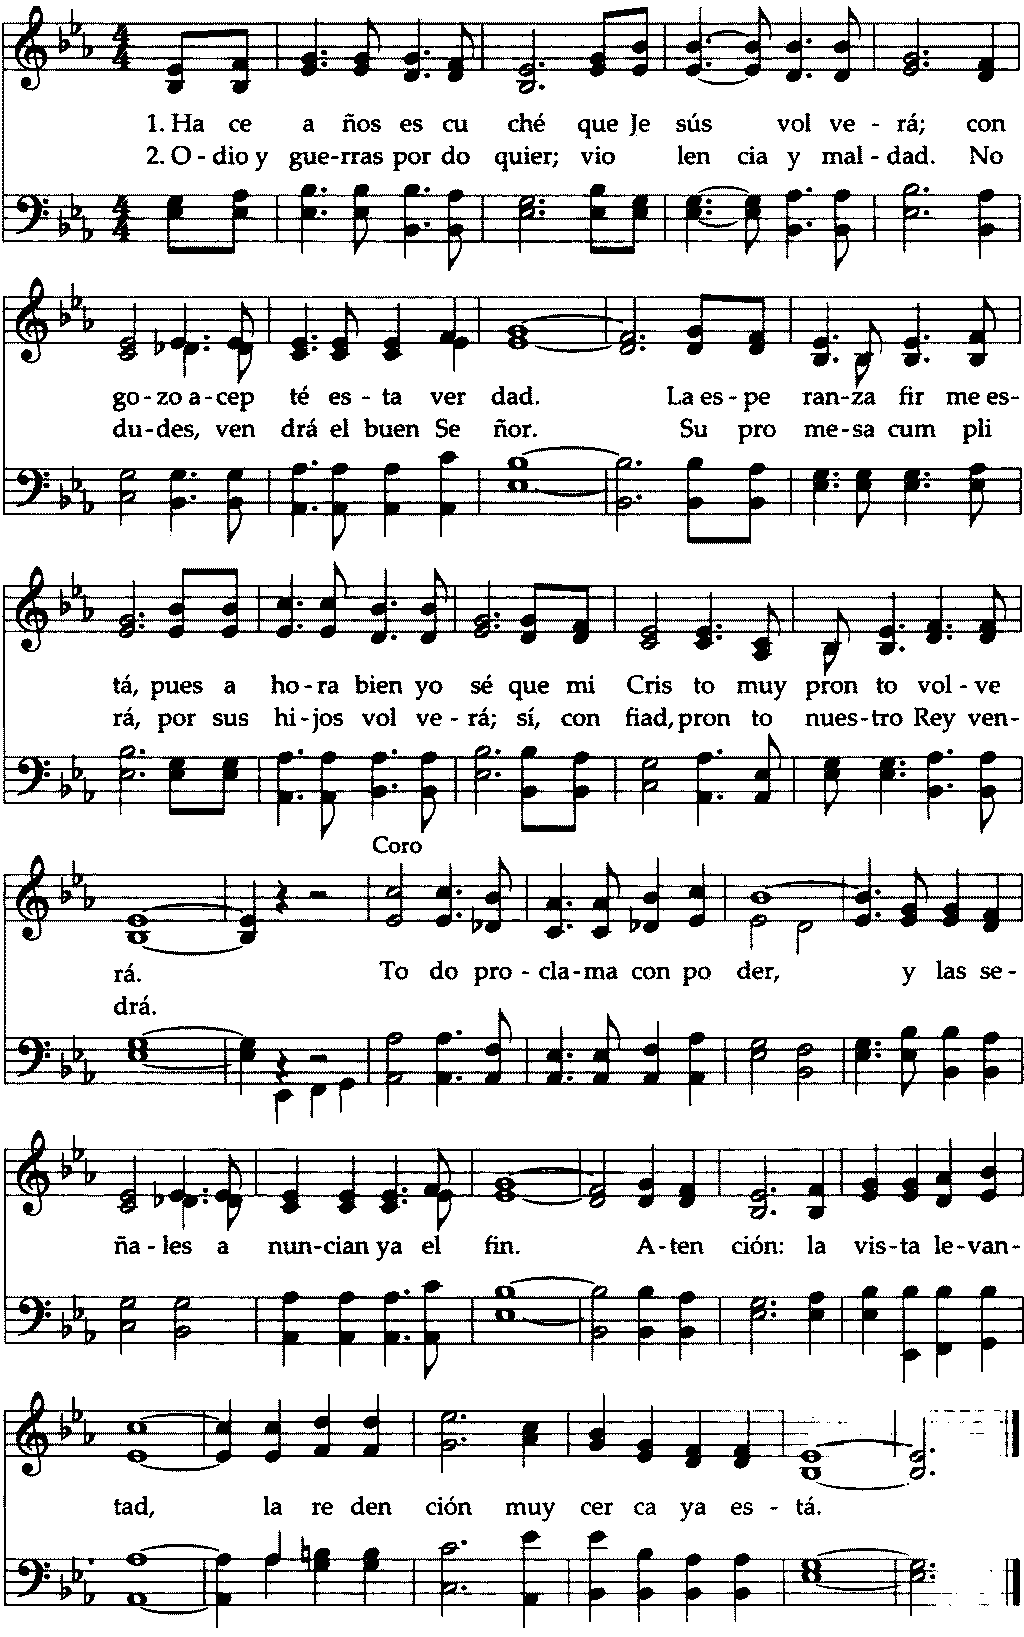 1. Ha ce a ños es cu ché que Je sús vol ve - rá; con
2. O - dio y gue-rras por do quier; vio len cia y mal-dad. No
go-zo a-cep té es-ta ver dad. La es-pe ran-za fir me es-
du-des, ven drá el buen Se ñor. Su pro me-sa cum pli
tá, pues a ho-ra bien yo sé que mi Cris to muy pron to vol-ve
rá, por sus hi-jos vol ve-rá; sí, con fiad, pron to nues-tro Rey ven-
Coro
rá. To do pro-cla-ma con po der, y las se-
drá.
ña-les a nun-cian ya el fin. A-ten ción: la vis-ta le-van-
tad, la re den ción muy cer ca ya es - tá.